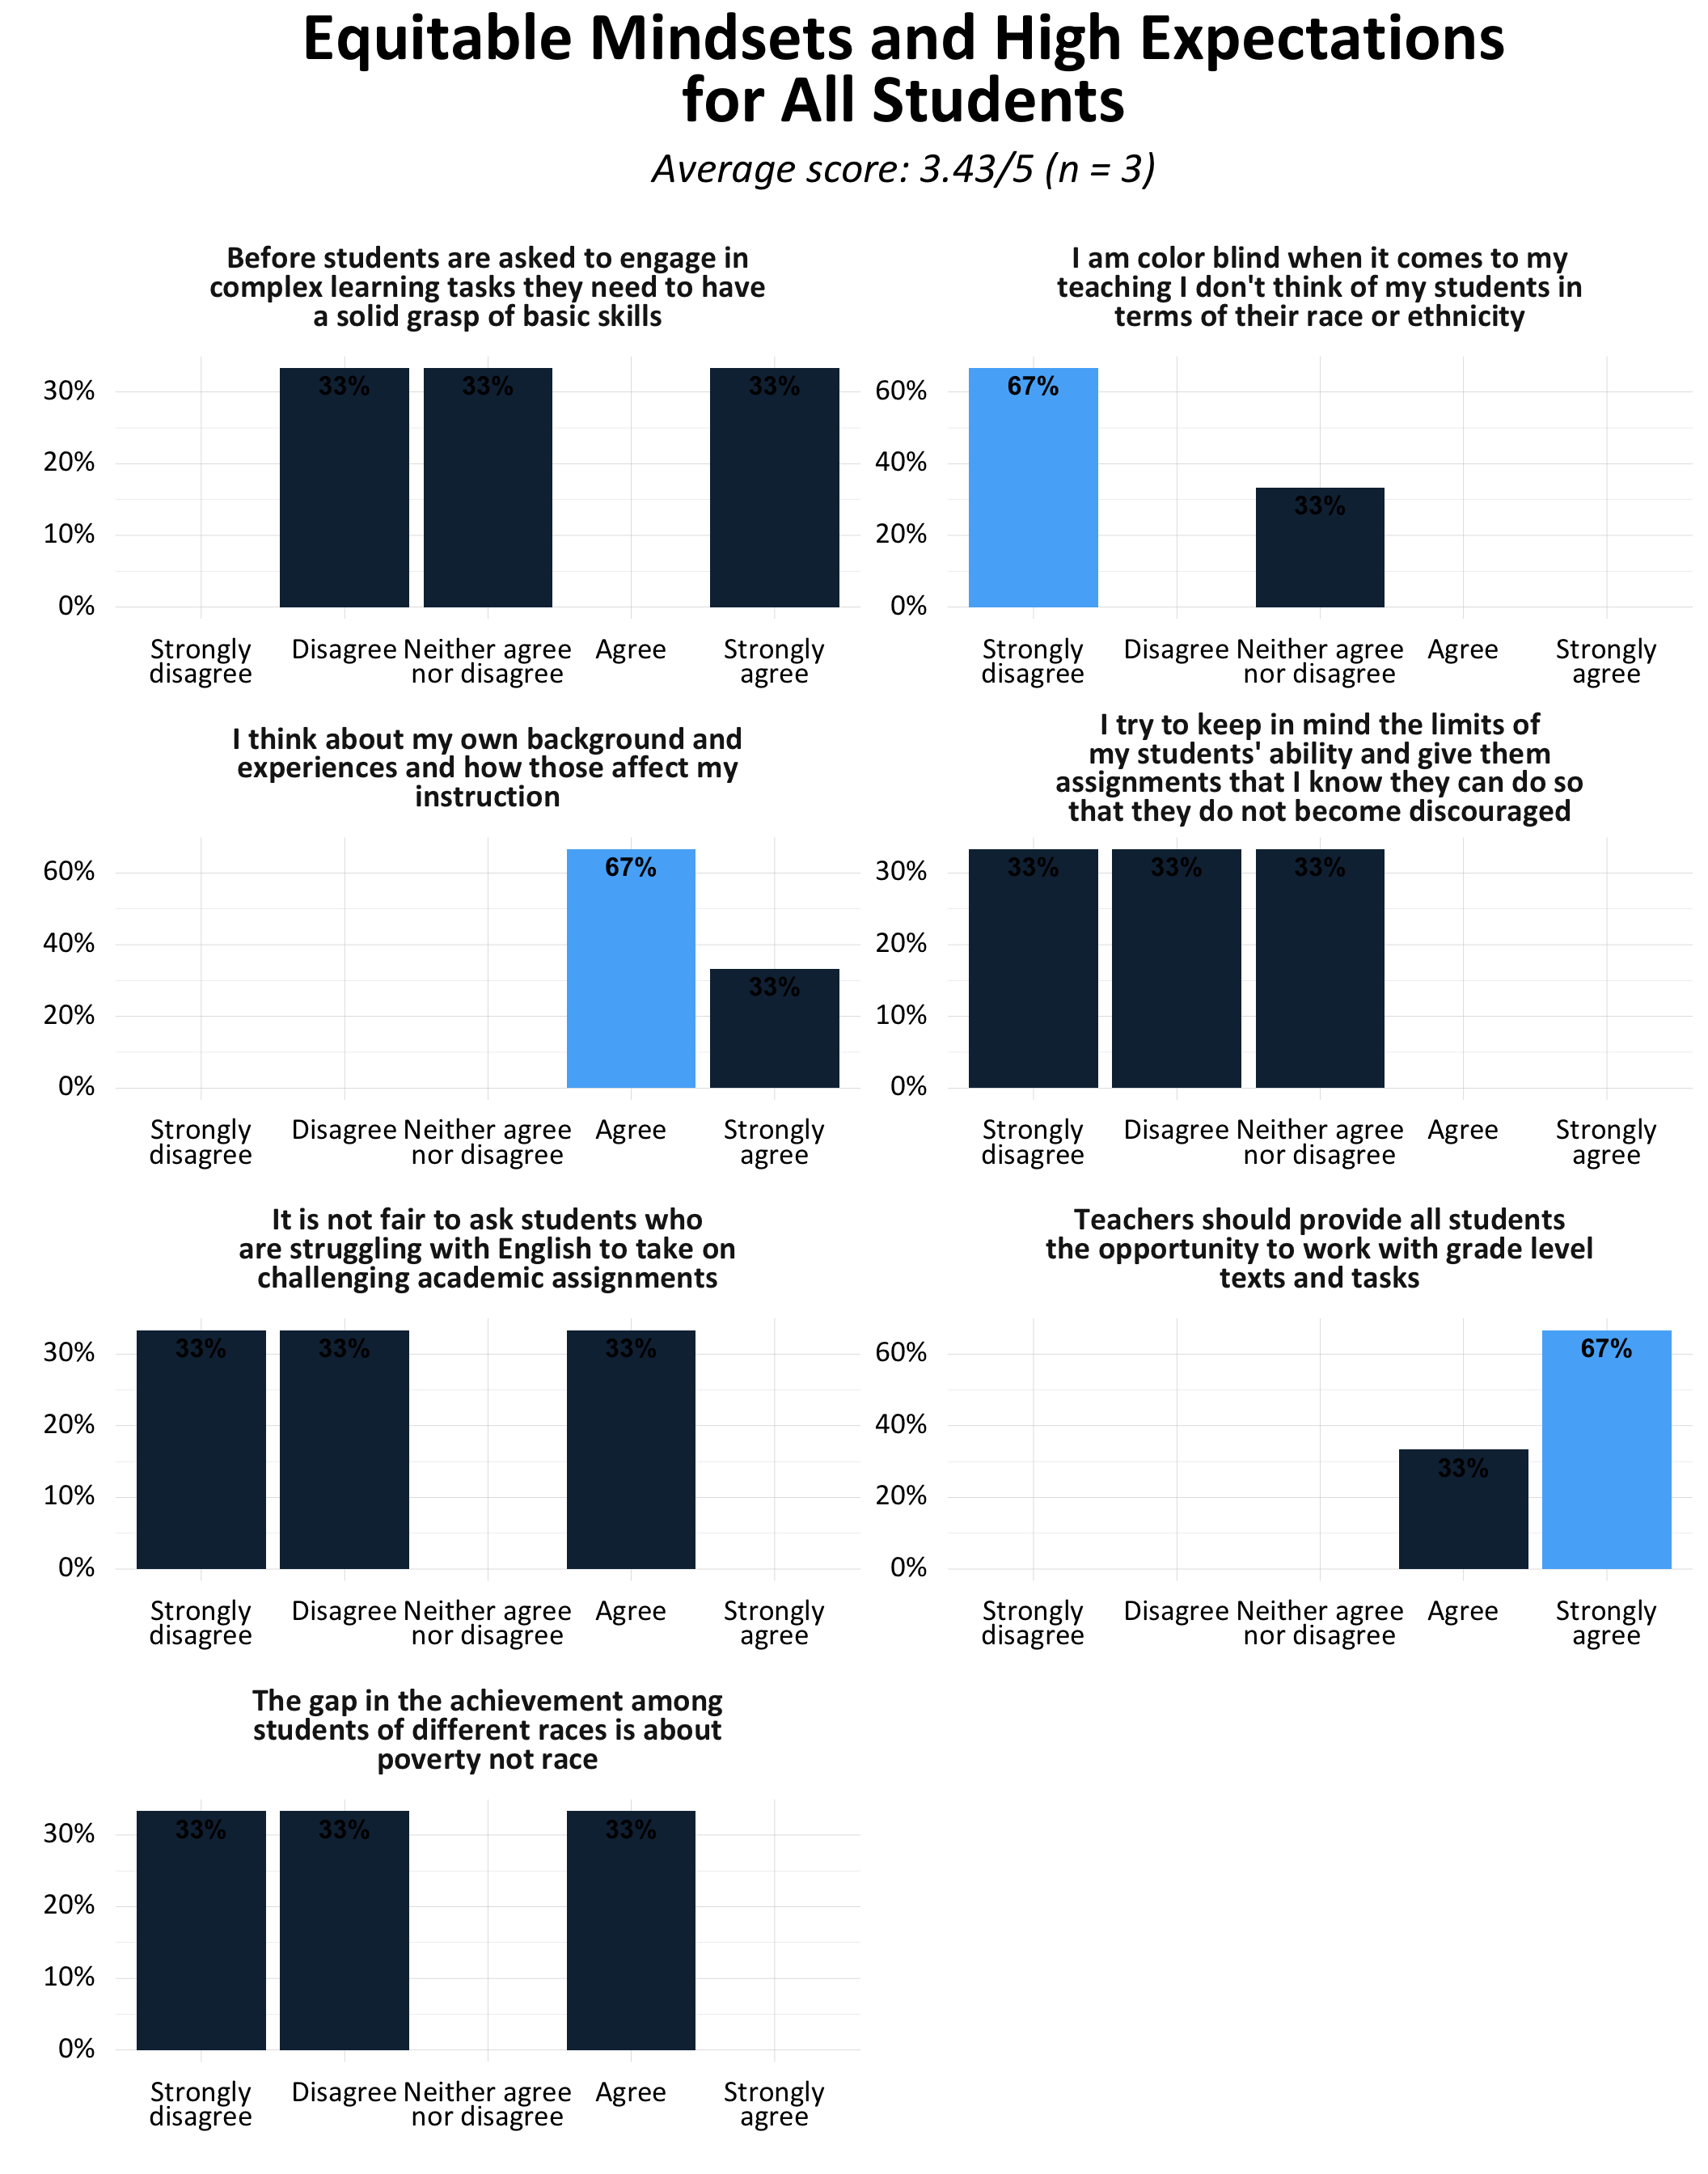 Equitable Mindsets and High Expectations
for All Students
Average score: 3.43/5 (n = 3)
Before students are asked to engage in
complex learning tasks they need to have
a solid grasp of basic skills
30%
20%
10%
0%
33%
33%
33%
Strongly
disagree
Disagree
Neither agree
nor disagree
Agree
Strongly
agree
I am color blind when it comes to my
teaching I don't think of my students in
terms of their race or ethnicity
60%
40%
20%
0%
67%
33%
Strongly
disagree
Disagree
Neither agree
nor disagree
Agree
Strongly
agree
I think about my own background and
experiences and how those affect my
instruction
60%
40%
20%
0%
67%
33%
Strongly
disagree
Disagree
Neither agree
nor disagree
Agree
Strongly
agree
I try to keep in mind the limits of
my students' ability and give them
assignments that I know they can do so
that they do not become discouraged
30%
20%
10%
0%
33%
33%
33%
Strongly
disagree
Disagree
Neither agree
nor disagree
Agree
Strongly
agree
It is not fair to ask students who
are struggling with English to take on
challenging academic assignments
30%
20%
10%
0%
33%
33%
33%
Strongly
disagree
Disagree
Neither agree
nor disagree
Agree
Strongly
agree
Teachers should provide all students
the opportunity to work with grade level
texts and tasks
60%
40%
20%
0%
33%
67%
Strongly
disagree
Disagree
Neither agree
nor disagree
Agree
Strongly
agree
The gap in the achievement among
students of different races is about
poverty not race
30%
20%
10%
0%
33%
33%
33%
Strongly
disagree
Disagree
Neither agree
nor disagree
Agree
Strongly
agree